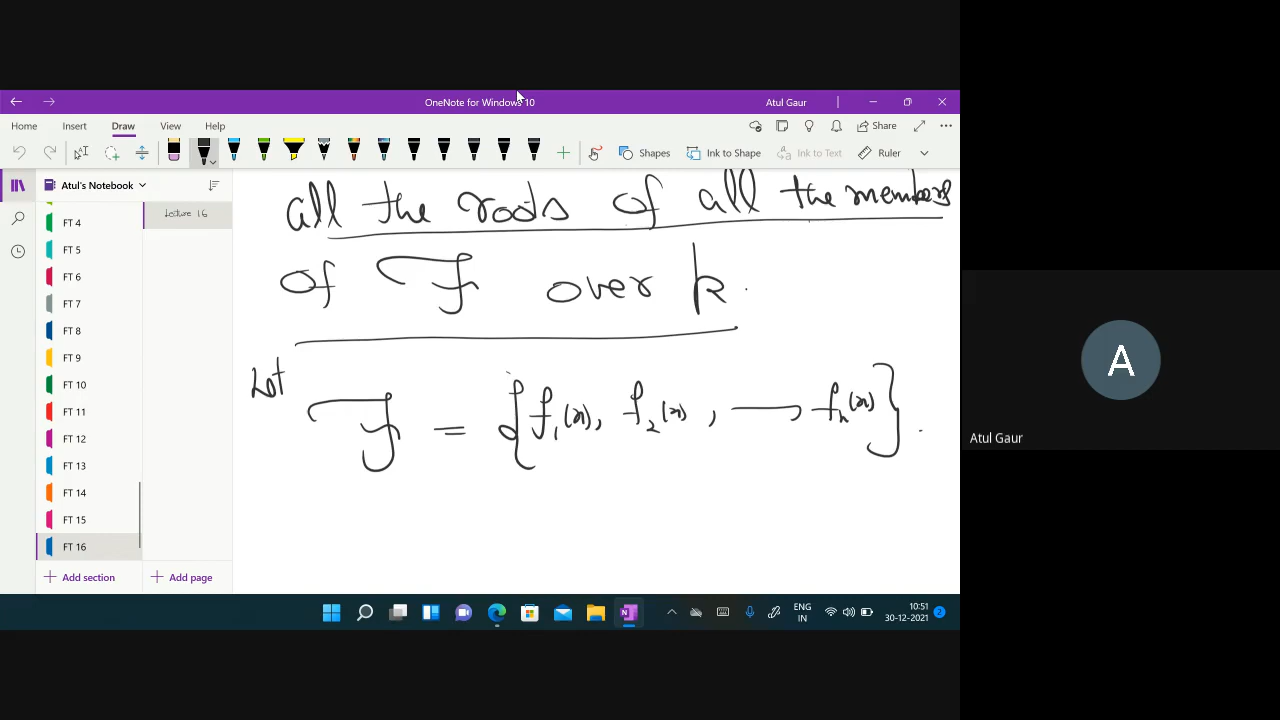 OneNote for Windows 10
Atul Gaur
Home Insert Draw View Help
Share
Shapes Ink to Shape Ink to Text Ruler
Atul's Notebook
Lecture 16
FT 4
FT 5
FT 6
FT 7
FT 8
FT 9
FT 10
FT 11
FT 12
FT 13
FT 14
FT 15
FT 16
Add section Add page
all the roots of all the members
of ℱ over k.
Let ℱ = {f₁(x), f₂(x), ⟶ fₙ(x)}.
A
Atul Gaur
ENG
IN
10:51
30-12-2021
2